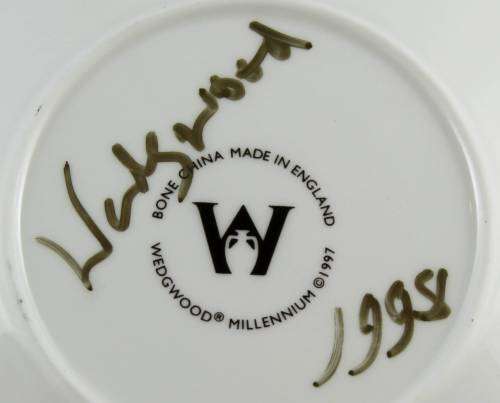 Wedgwood
BONE CHINA MADE IN ENGLAND
W
WEDGWOOD® MILLENNIUM ©1997
1998